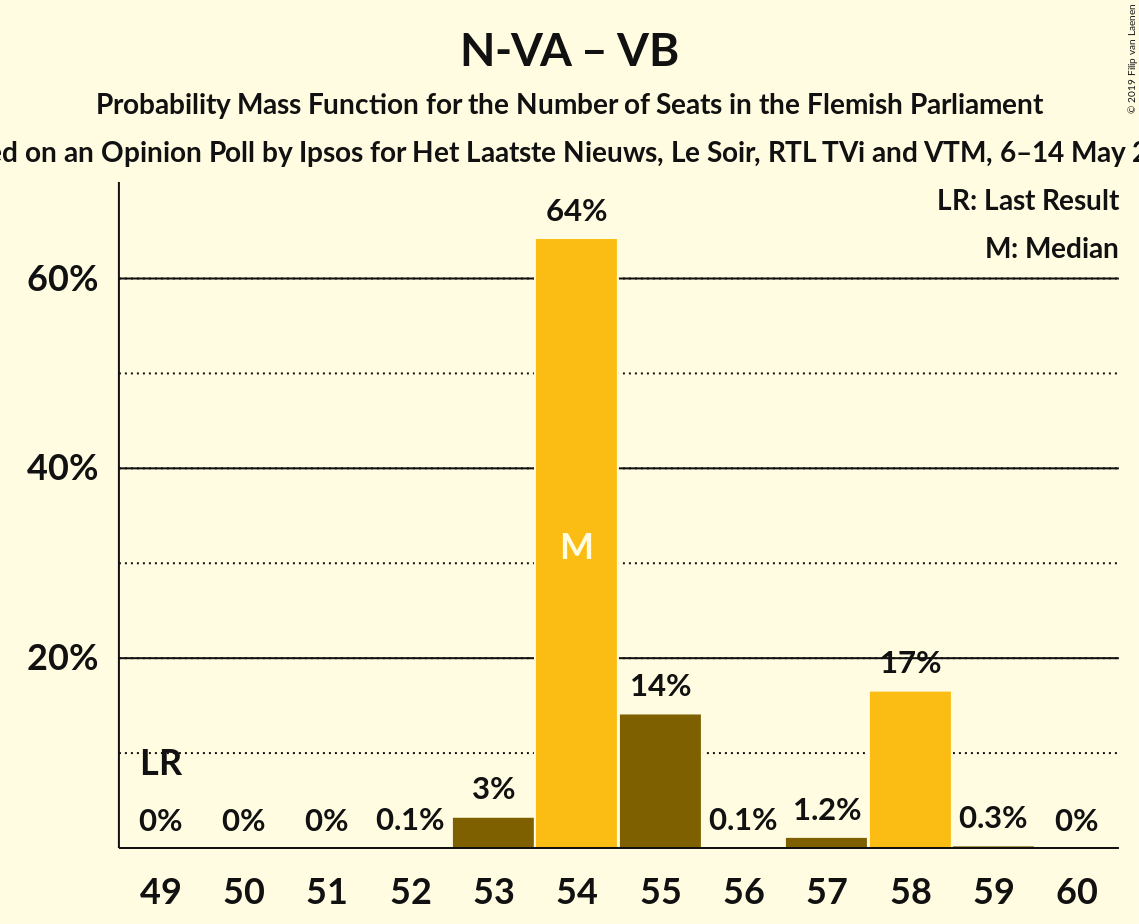 N-VA – VB
Probability Mass Function for the Number of Seats in the Flemish Parliament
on an Opinion Poll by Ipsos for Het Laatste Nieuws, Le Soir, RTL TVi and VTM, 6–14 May
© 2019 Filip van Laenen
LR: Last Result
M: Median
60%
40%
20%
64%
M
17%
14%
LR
3%
0%
0%
0%
0.1%
0.1%
1.2%
0.3%
0%
49 50 51 52 53 54 55 56 57 58 59 60